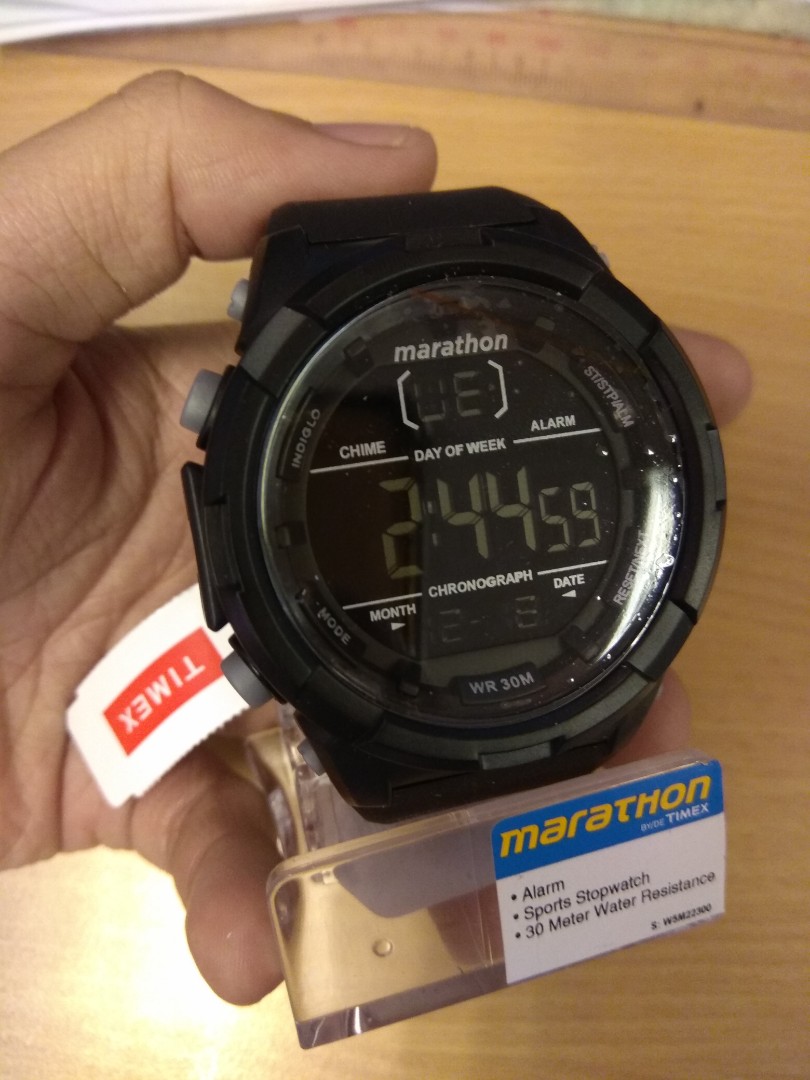 marathon
INDIGLO
ST/STP/ALM
CHIME
DAY OF WEEK
ALARM
2:44 59
CHRONOGRAPH
MONTH
DATE
RESET/NEXT
MODE
WR 30M
TIMEX
marathon
BY/DE TIMEX
• Alarm
• Sports Stopwatch
• 30 Meter Water Resistance
S: W5M22300